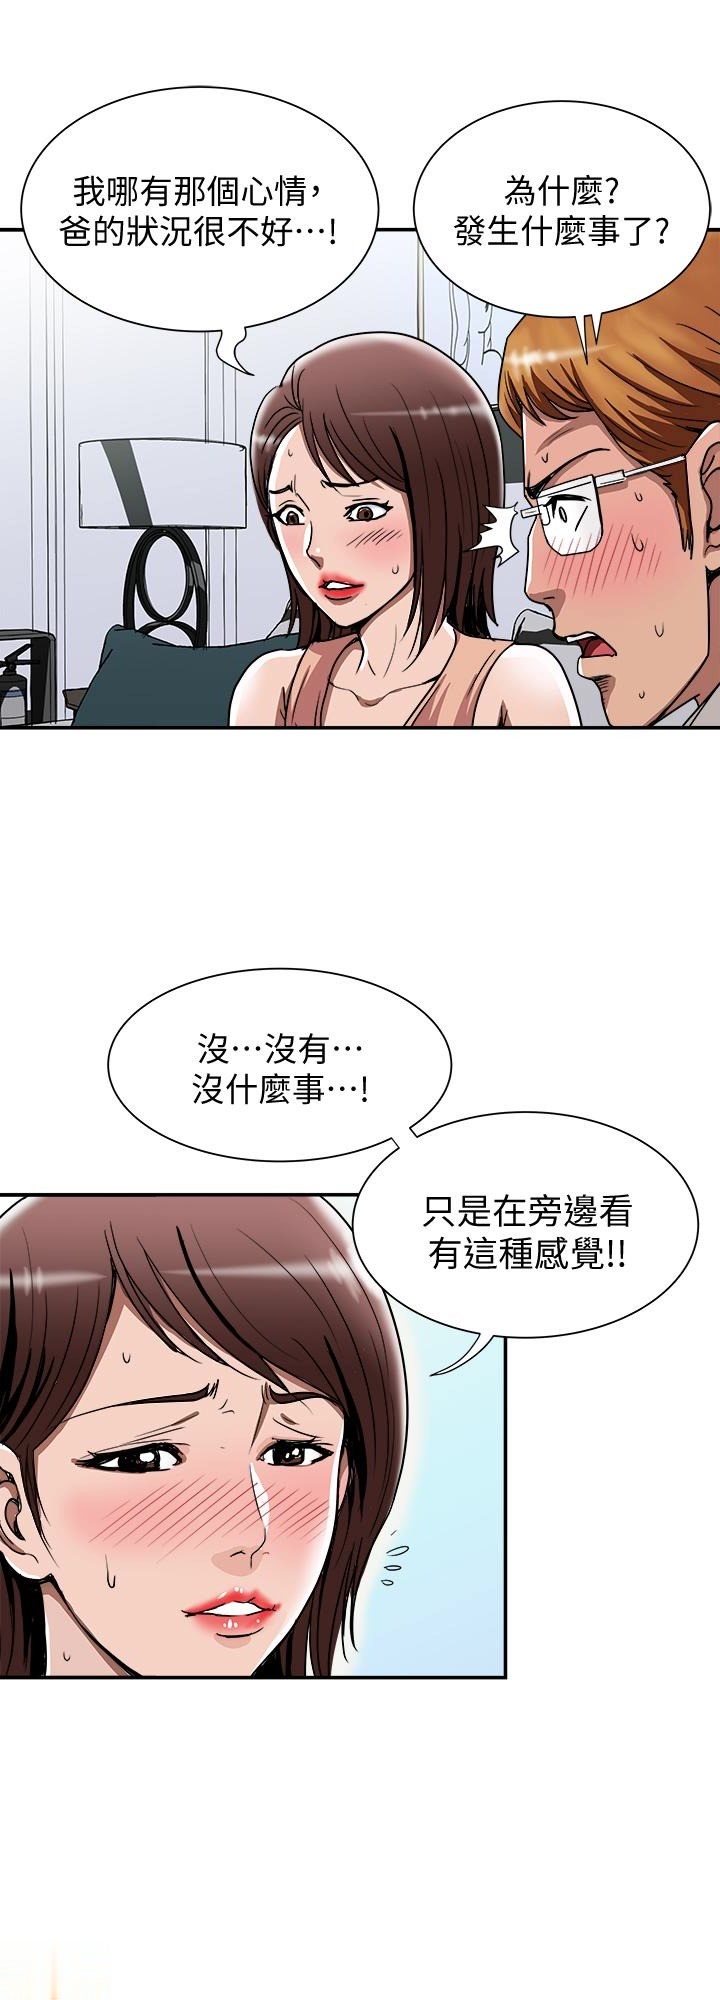 我哪有那個心情，
爸的狀況很不好…!
為什麼?
發生什麼事了?
沒…沒有…
沒什麼事…!
只是在旁邊看
有這種感覺!!